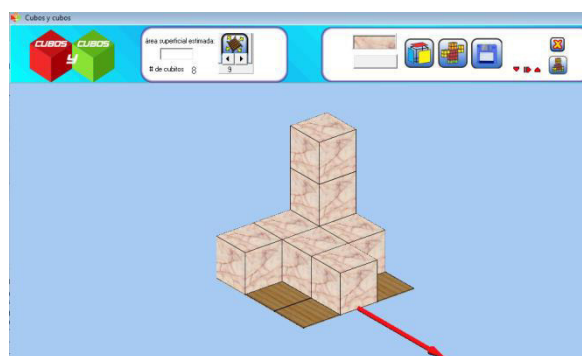 Cubos y cubos
CUBOS Y CUBOS
área superficial estimada:
# de cubitos 8
9